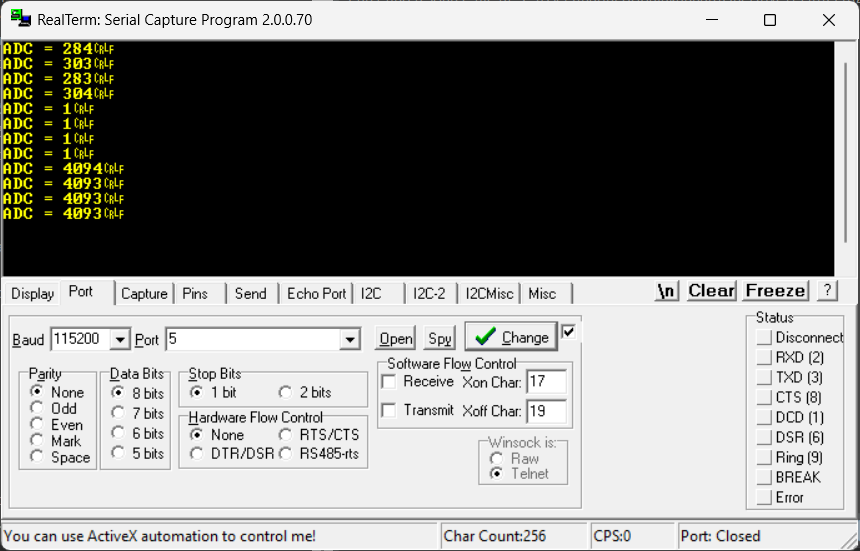 RealTerm: Serial Capture Program 2.0.0.70
ADC = 284CRLF
ADC = 303CRLF
ADC = 283CRLF
ADC = 304CRLF
ADC = 1CRLF
ADC = 1CRLF
ADC = 1CRLF
ADC = 1CRLF
ADC = 4094CRLF
ADC = 4093CRLF
ADC = 4093CRLF
ADC = 4093CRLF
Display Port Capture Pins Send Echo Port I2C I2C-2 I2CMisc Misc \n Clear Freeze ?
Baud 115200 Port 5 Open Spy Change
Parity
None
Odd
Even
Mark
Space
Data Bits
8 bits
7 bits
6 bits
5 bits
Stop Bits
1 bit 2 bits
Hardware Flow Control
None RTS/CTS
DTR/DSR RS485-rts
Software Flow Control
Receive Xon Char: 17
Transmit Xoff Char: 19
Winsock is:
Raw
Telnet
Status
Disconnect
RXD (2)
TXD (3)
CTS (8)
DCD (1)
DSR (6)
Ring (9)
BREAK
Error
You can use ActiveX automation to control me! Char Count:256 CPS:0 Port: Closed